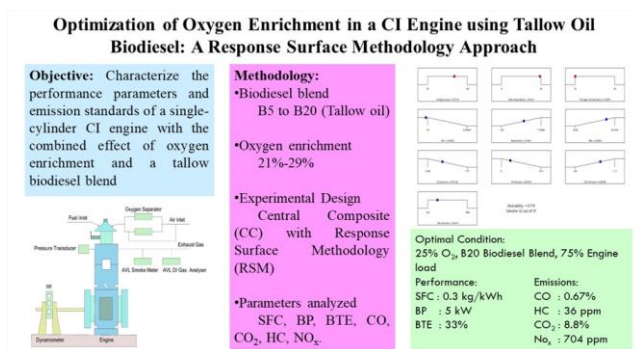 Optimization of Oxygen Enrichment in a CI Engine using Tallow Oil
Biodiesel: A Response Surface Methodology Approach
Objective: Characterize the
performance parameters and
emission standards of a single-
cylinder CI engine with the
combined effect of oxygen
enrichment and a tallow
biodiesel blend
Oxygen Separator
Fuel Inlet
Air Inlet
Exhaust Gas
Pressure Transducer
AVL Smoke Meter
AVL DI Gas Analyser
Dynamometer
Engine
Methodology:
•Biodiesel blend
B5 to B20 (Tallow oil)
•Oxygen enrichment
21%-29%
•Experimental Design
Central Composite
(CC) with Response
Surface Methodology
(RSM)
•Parameters analyzed
SFC, BP, BTE, CO,
CO₂, HC, NOₓ.
Optimal Condition:
25% O₂, B20 Biodiesel Blend, 75% Engine
load
Performance:
SFC : 0.3 kg/kWh
BP : 5 kW
BTE : 33%
Emissions:
CO : 0.67%
HC : 36 ppm
CO₂ : 8.8%
Noₓ : 704 ppm